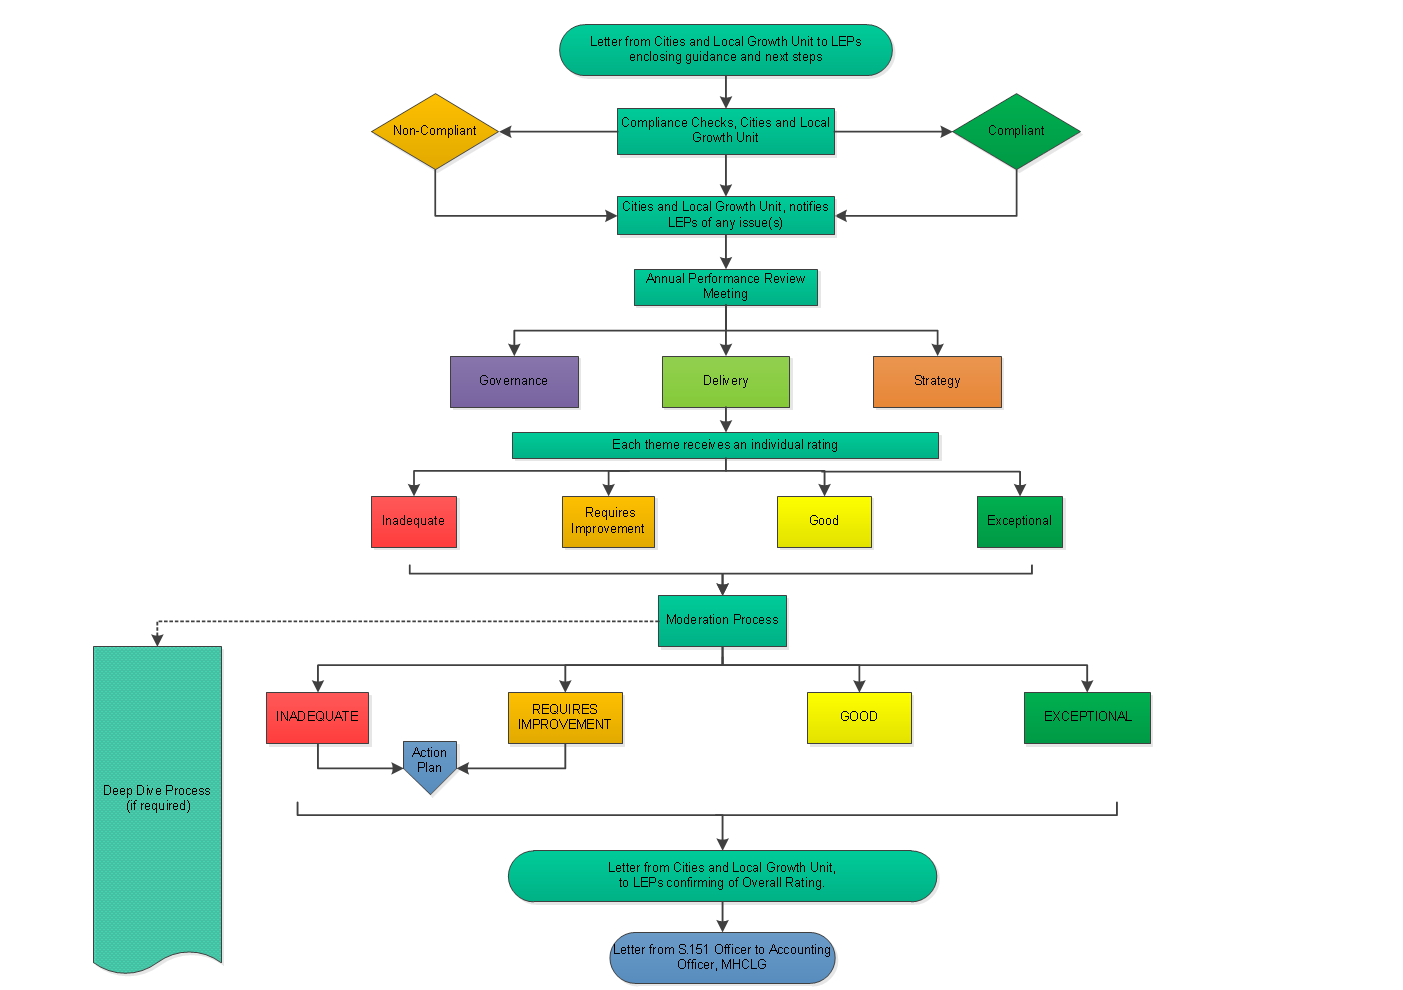 Letter from Cities and Local Growth Unit to LEPs
enclosing guidance and next steps
Non-Compliant
Compliance Checks, Cities and Local
Growth Unit
Compliant
Cities and Local Growth Unit, notifies
LEPs of any issue(s)
Annual Performance Review
Meeting
Governance
Delivery
Strategy
Each theme receives an individual rating
Inadequate
Requires
Improvement
Good
Exceptional
Moderation Process
INADEQUATE
REQUIRES
IMPROVEMENT
GOOD
EXCEPTIONAL
Action
Plan
Deep Dive Process
(if required)
Letter from Cities and Local Growth Unit,
to LEPs confirming of Overall Rating.
Letter from S.151 Officer to Accounting
Officer, MHCLG